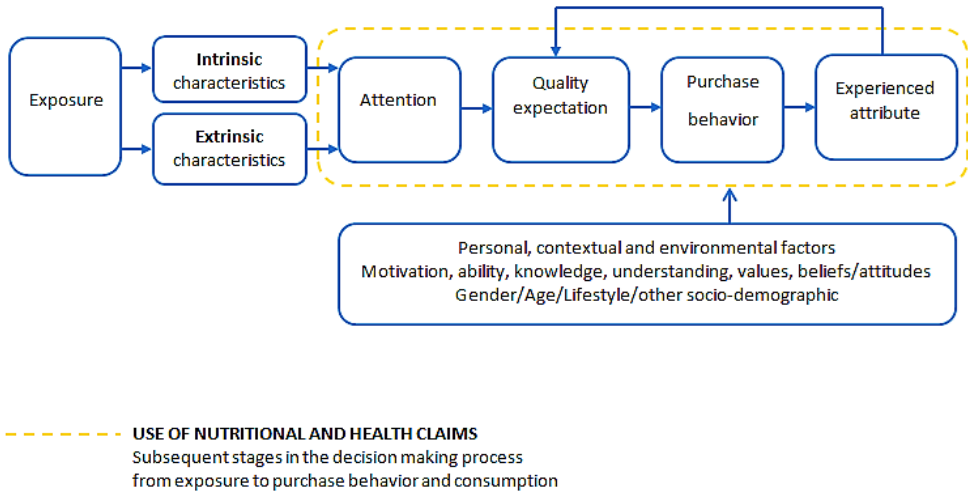 Exposure
Intrinsic
characteristics
Extrinsic
characteristics
Attention
Quality
expectation
Purchase
behavior
Experienced
attribute
Personal, contextual and environmental factors
Motivation, ability, knowledge, understanding, values, beliefs/attitudes
Gender/Age/Lifestyle/other socio-demographic
USE OF NUTRITIONAL AND HEALTH CLAIMS
Subsequent stages in the decision making process
from exposure to purchase behavior and consumption